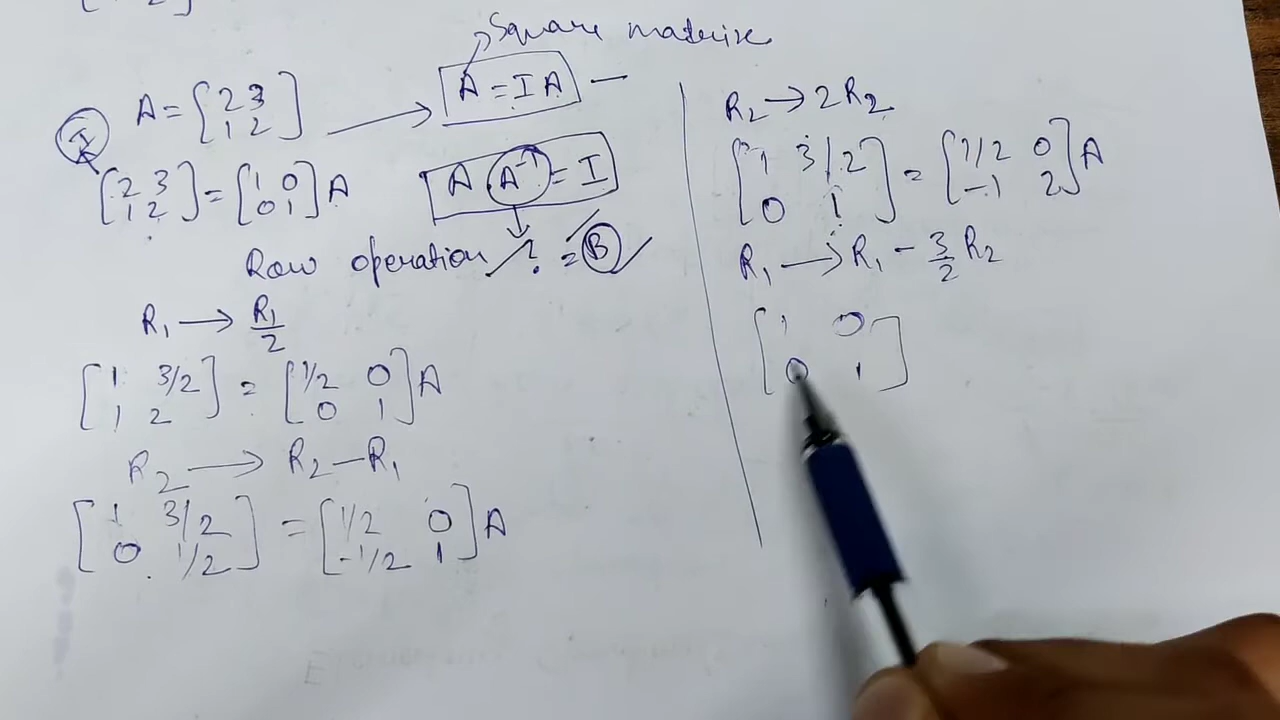 Square matrix
A = [2 3
1 2]
A = I A —
I
[2 3
1 2] = [1 0
0 1] A
A A⁻¹ = I
Row operation ? = B
R₁ → R₁/2
[1 3/2
1 2] = [1/2 0
0 1] A
R₂ → R₂ — R₁
[1 3/2
0 1/2] = [1/2 0
-1/2 1] A
R₂ → 2R₂
[1 3/2
0 1] = [1/2 0
-1 2] A
R₁ → R₁ - 3/2 R₂
[1 0
0 1]